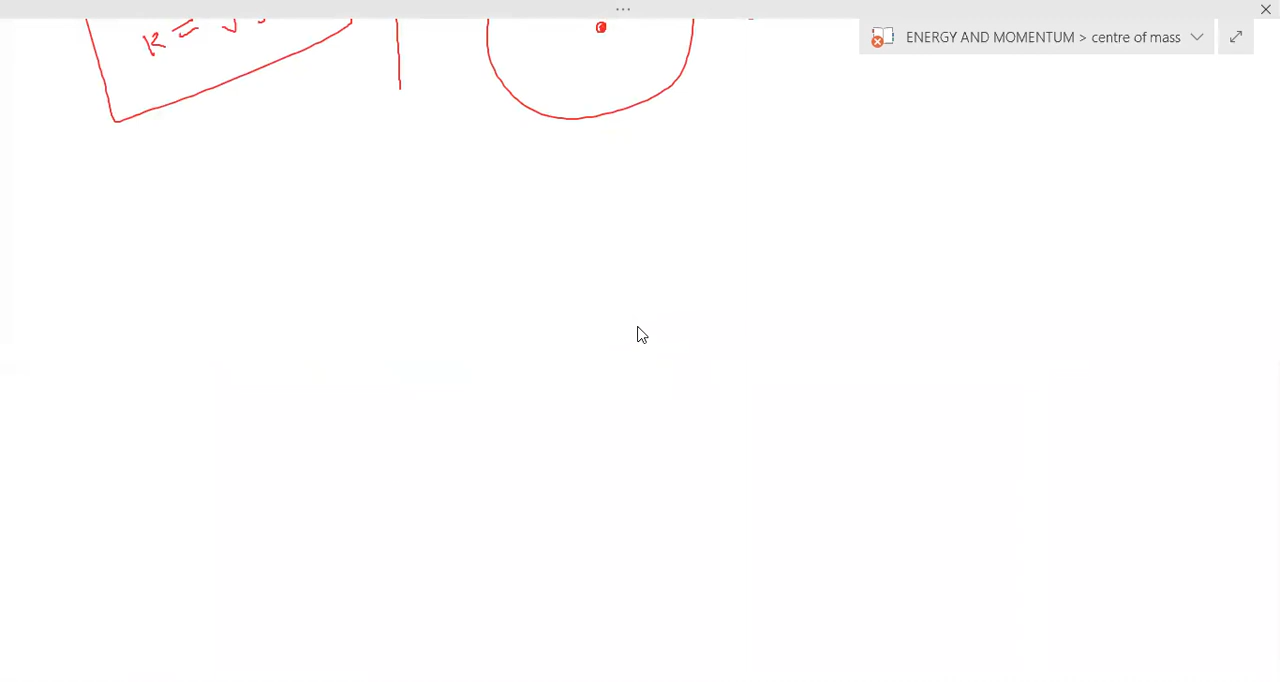 ENERGY AND MOMENTUM > centre of mass
K = √